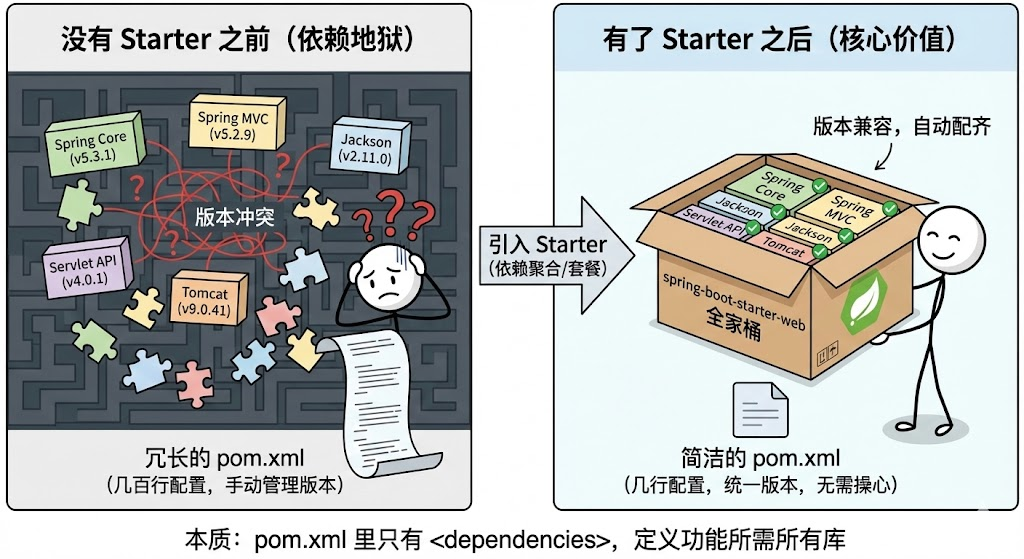 没有 Starter 之前（依赖地狱）
Spring Core
(v5.3.1)
Spring MVC
(v5.2.9)
Jackson
(v2.11.0)
?
?
?
版本冲突
???
Servlet API
(v4.0.1)
Tomcat
(v9.0.41)
冗长的 pom.xml
（几百行配置，手动管理版本）
引入 Starter
（依赖聚合/套餐）
有了 Starter 之后（核心价值）
版本兼容，自动配齐
Spring
Core
Spring
MVC
Jackson
Jackson
Servlet API
Tomcat
spring-boot-starter-web
全家桶
简洁的 pom.xml
（几行配置，统一版本，无需操心）
本质：pom.xml 里只有 <dependencies>，定义功能所需所有库